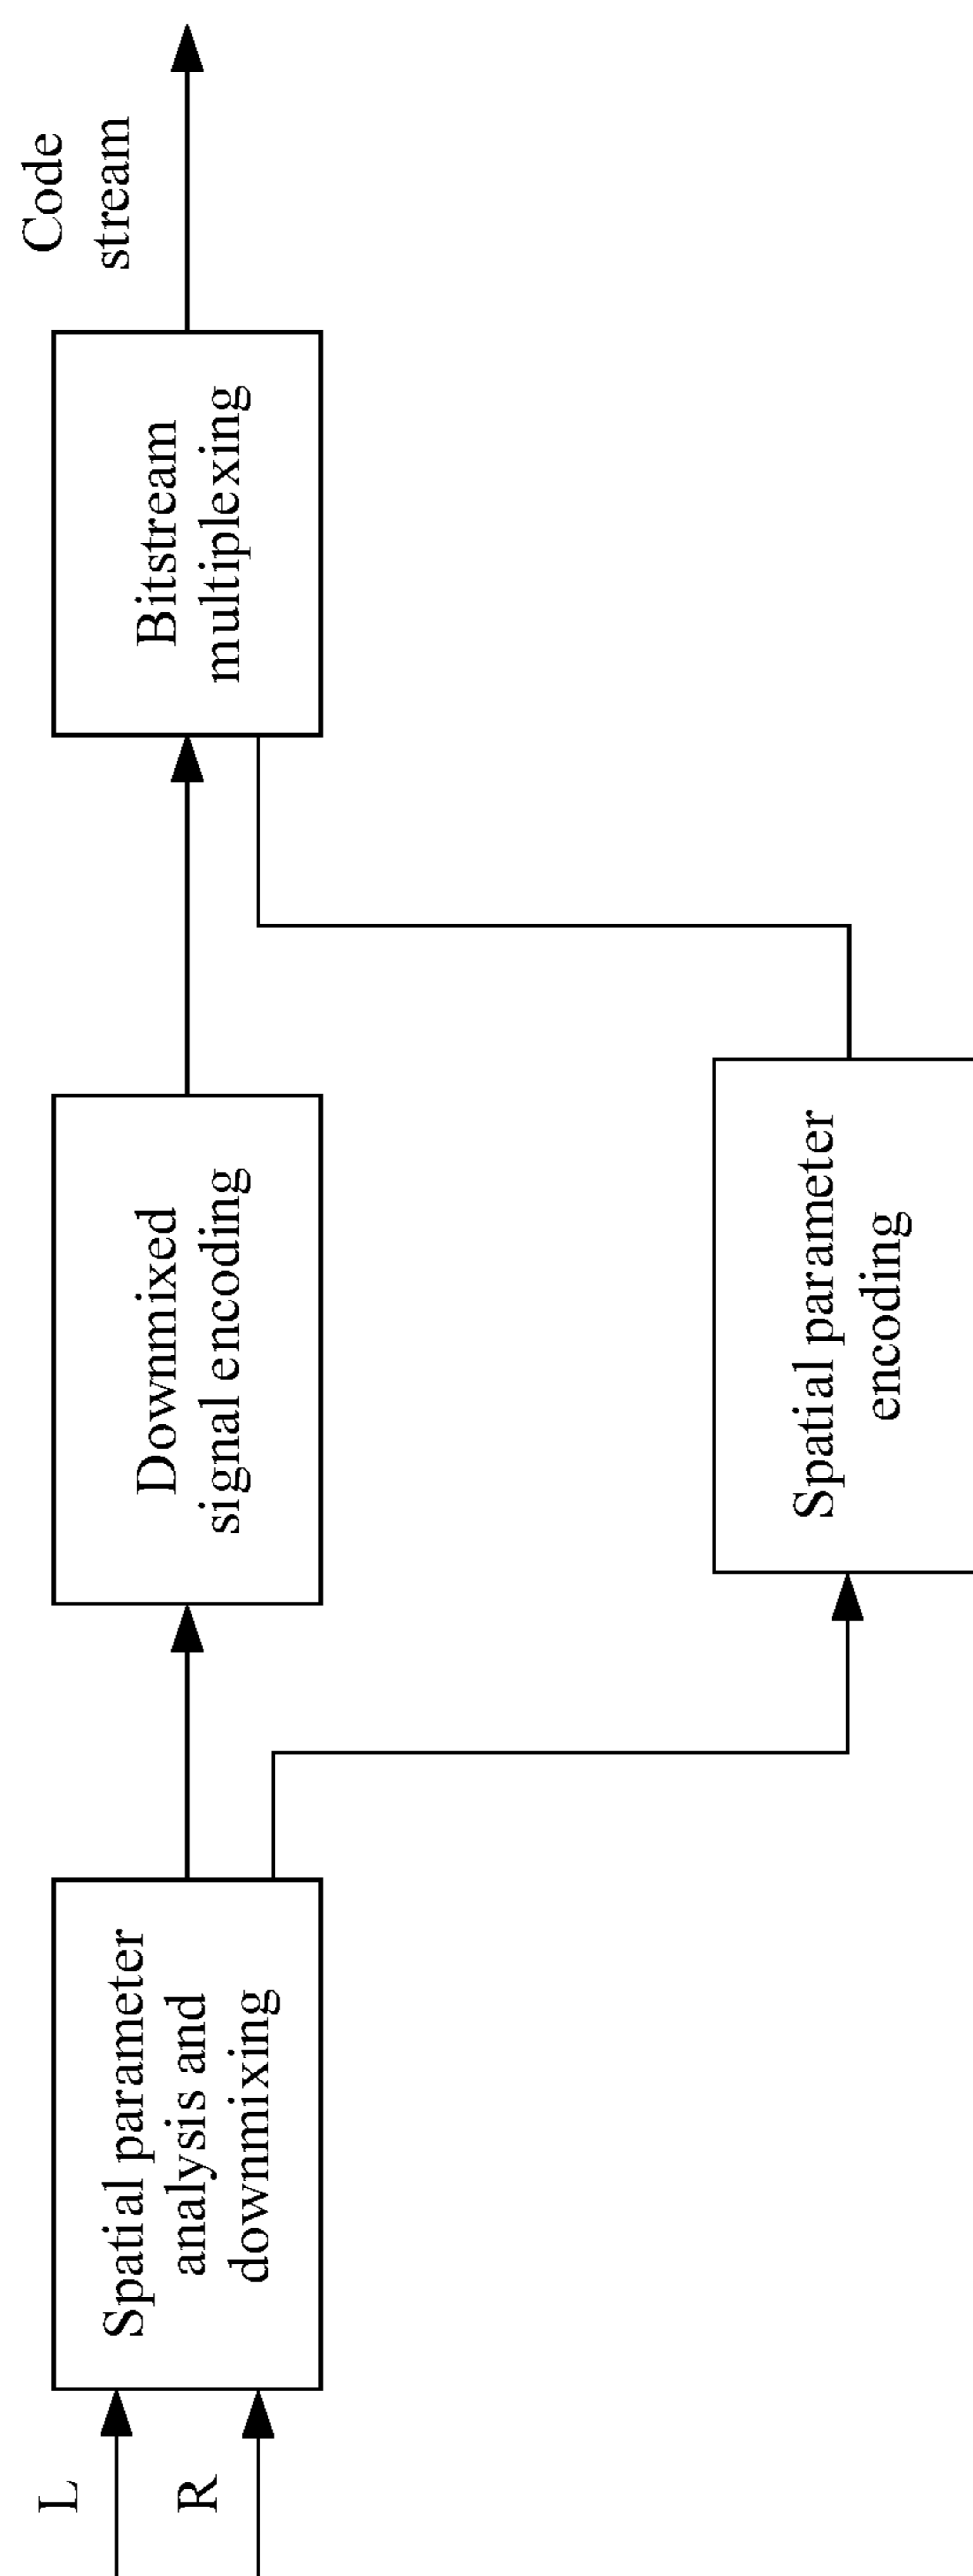 L
R
Spatial parameter
analysis and
downmixing
Downmixed
signal encoding
Spatial parameter
encoding
Bitstream
multiplexing
Code
stream